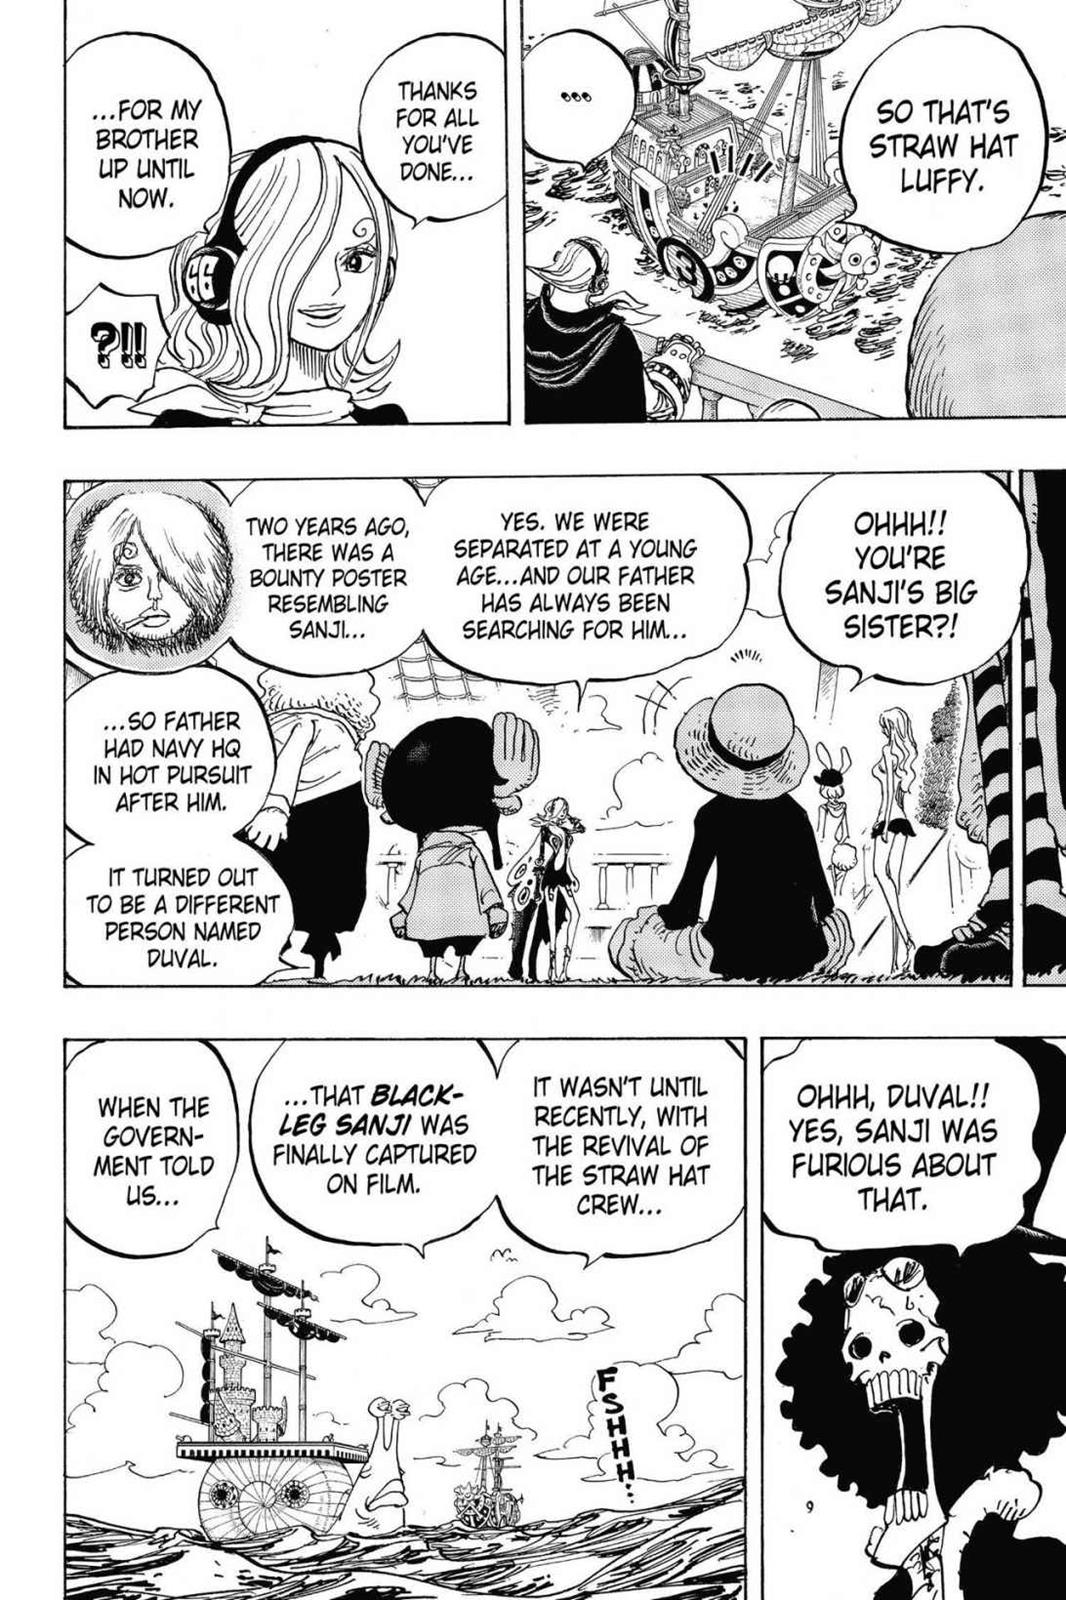 SO THAT'S
STRAW HAT
LUFFY.
...
THANKS
FOR ALL
YOU'VE
DONE...
...FOR MY
BROTHER
UP UNTIL
NOW.
?!!
66
3
OHHH!!
YOU'RE
SANJI'S BIG
SISTER?!
YES. WE WERE
SEPARATED AT A YOUNG
AGE...AND OUR FATHER
HAS ALWAYS BEEN
SEARCHING FOR HIM...
TWO YEARS AGO,
THERE WAS A
BOUNTY POSTER
RESEMBLING
SANJI...
...SO FATHER
HAD NAVY HQ
IN HOT PURSUIT
AFTER HIM.
IT TURNED OUT
TO BE A DIFFERENT
PERSON NAMED
DUVAL.
OHHH, DUVAL!!
YES, SANJI WAS
FURIOUS ABOUT
THAT.
IT WASN'T UNTIL
RECENTLY, WITH
THE REVIVAL OF
THE STRAW HAT
CREW...
...THAT BLACK-
LEG SANJI WAS
FINALLY CAPTURED
ON FILM.
WHEN THE
GOVERN-
MENT TOLD
US...
FSHHH...